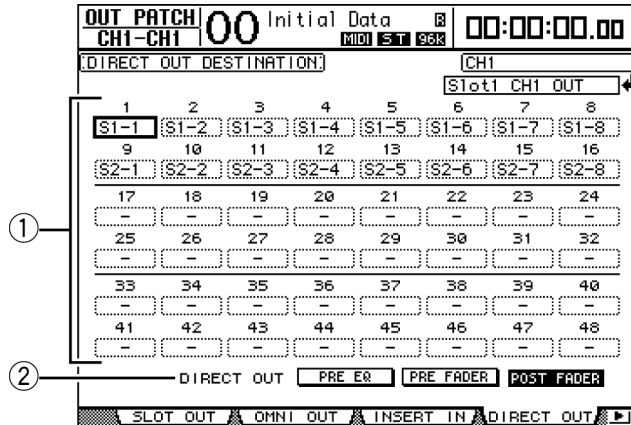 OUT PATCH 00 Initial Data R 00:00:00.00
CH1-CH1 MIDI ST 96K
DIRECT OUT DESTINATION CH1
Slot1 CH1 OUT
1 2 3 4 5 6 7 8
S1-1 S1-2 S1-3 S1-4 S1-5 S1-6 S1-7 S1-8
9 10 11 12 13 14 15 16
S2-1 S2-2 S2-3 S2-4 S2-5 S2-6 S2-7 S2-8
17 18 19 20 21 22 23 24
- - - - - - - -
25 26 27 28 29 30 31 32
- - - - - - - -
33 34 35 36 37 38 39 40
- - - - - - - -
41 42 43 44 45 46 47 48
- - - - - - - -
DIRECT OUT PRE EQ PRE FADER POST FADER
SLOT OUT OMNI OUT INSERT IN DIRECT OUT
①
②